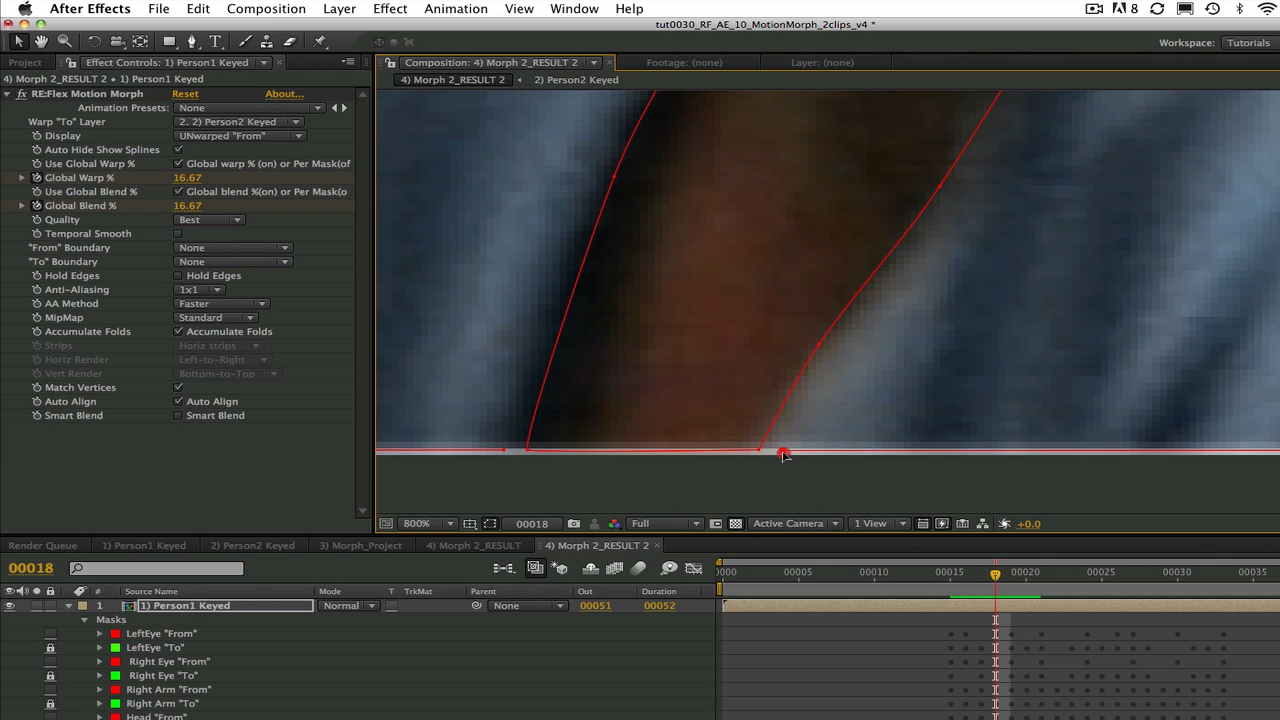 After Effects File Edit Composition Layer Effect Animation View Window Help A 8
tut0030_RF_AE_10_MotionMorph_2clips_v4 *
Workspace: Tutorials
Project Effect Controls: 1) Person1 Keyed Composition: 4) Morph 2_RESULT 2 Footage: (none) Layer: (none)
4) Morph 2_RESULT 2 • 1) Person1 Keyed 4) Morph 2_RESULT 2 2) Person2 Keyed
fx RE:Flex Motion Morph Reset About...
Animation Presets: None
Warp "To" Layer 2. 2) Person2 Keyed
Display UNwarped "From"
Auto Hide Show Splines
Use Global Warp % Global warp % (on) or Per Mask(of
Global Warp % 16.67
Use Global Blend % Global blend %(on) or Per Mask(o
Global Blend % 16.67
Quality Best
Temporal Smooth
"From" Boundary None
"To" Boundary None
Hold Edges Hold Edges
Anti-Aliasing 1x1
AA Method Faster
MipMap Standard
Accumulate Folds Accumulate Folds
Strips Horiz strips
Horiz Render Left-to-Right
Vert Render Bottom-to-Top
Match Vertices
Auto Align Auto Align
Smart Blend Smart Blend
800% 00018 Full Active Camera 1 View +0.0
Render Queue 1) Person1 Keyed 2) Person2 Keyed 3) Morph_Project 4) Morph 2_RESULT 4) Morph 2_RESULT 2
00018 0000 00005 00010 00015 00020 00025 00030 00035
# Source Name Mode T TrkMat Parent Out Duration
1 1) Person1 Keyed Normal None 00051 00052
Masks
LeftEye "From"
LeftEye "To"
Right Eye "From"
Right Eye "To"
Right Arm "From"
Right Arm "To"
Head "From"